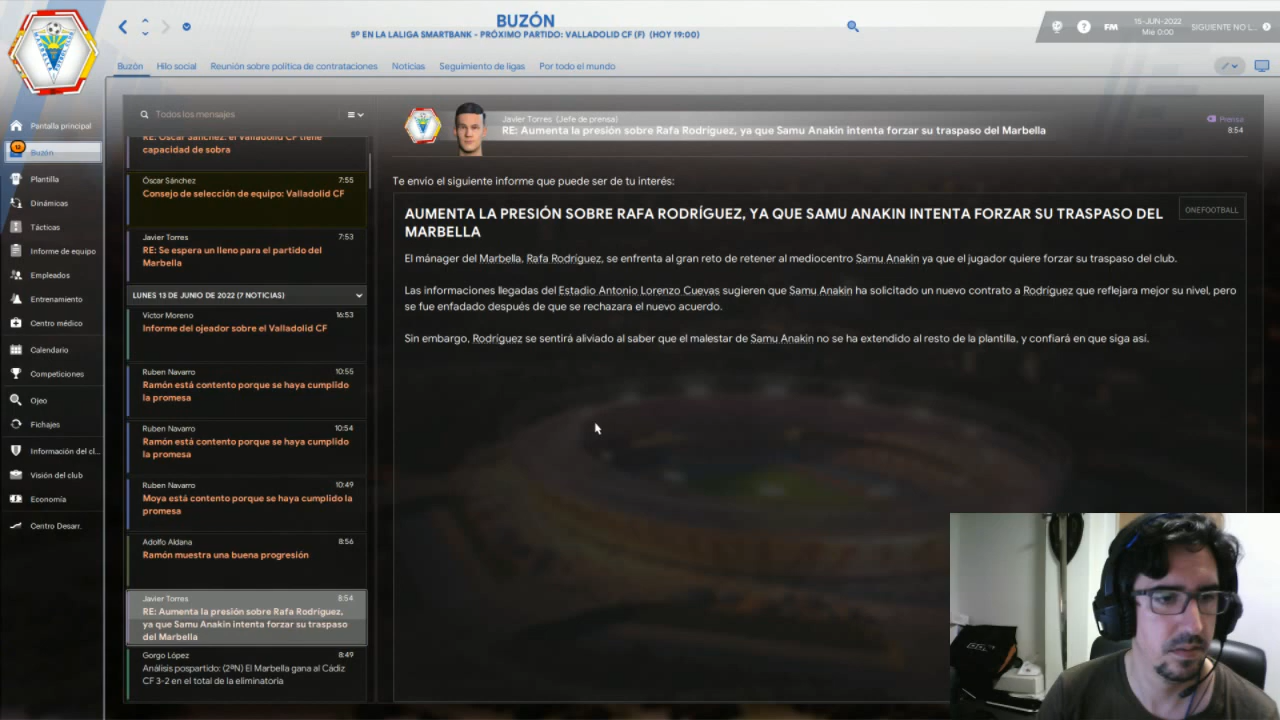 BUZÓN
5º EN LA LALIGA SMARTBANK - PRÓXIMO PARTIDO: VALLADOLID CF (F) (HOY 19:00)
FM
15-JUN-2022
Mié 0:00
SIGUIENTE NO L...
Buzón
Hilo social
Reunión sobre política de contrataciones
Noticias
Seguimiento de ligas
Por todo el mundo
Pantalla principal
Buzón
Plantilla
Dinámicas
Tácticas
Informe de equipo
Empleados
Entrenamiento
Centro médico
Calendario
Competiciones
Ojeo
Fichajes
Información del cl...
Visión del club
Economía
Centro Desarr.
Todos los mensajes
RE: Óscar Sánchez: el Valladolid CF tiene
capacidad de sobra
Óscar Sánchez 7:55
Consejo de selección de equipo: Valladolid CF
Javier Torres 7:53
RE: Se espera un lleno para el partido del
Marbella
LUNES 13 DE JUNIO DE 2022 (7 NOTICIAS)
Víctor Moreno 16:53
Informe del ojeador sobre el Valladolid CF
Ruben Navarro 10:55
Ramón está contento porque se haya cumplido
la promesa
Ruben Navarro 10:54
Ramón está contento porque se haya cumplido
la promesa
Ruben Navarro 10:49
Moya está contento porque se haya cumplido la
promesa
Adolfo Aldana 8:56
Ramón muestra una buena progresión
Javier Torres 8:54
RE: Aumenta la presión sobre Rafa Rodríguez,
ya que Samu Anakin intenta forzar su traspaso
del Marbella
Gorgo López 8:49
Análisis pospartido: (2ªN) El Marbella gana al Cádiz
CF 3-2 en el total de la eliminatoria
Javier Torres (Jefe de prensa)
RE: Aumenta la presión sobre Rafa Rodríguez, ya que Samu Anakin intenta forzar su traspaso del Marbella
Prensa
8:54
Te envío el siguiente informe que puede ser de tu interés:
AUMENTA LA PRESIÓN SOBRE RAFA RODRÍGUEZ, YA QUE SAMU ANAKIN INTENTA FORZAR SU TRASPASO DEL
MARBELLA
ONEFOOTBALL
El mánager del Marbella, Rafa Rodríguez, se enfrenta al gran reto de retener al mediocentro Samu Anakin ya que el jugador quiere forzar su traspaso del club.
Las informaciones llegadas del Estadio Antonio Lorenzo Cuevas sugieren que Samu Anakin ha solicitado un nuevo contrato a Rodríguez que reflejara mejor su nivel, pero
se fue enfadado después de que se rechazara el nuevo acuerdo.
Sin embargo, Rodríguez se sentirá aliviado al saber que el malestar de Samu Anakin no se ha extendido al resto de la plantilla, y confiará en que siga así.